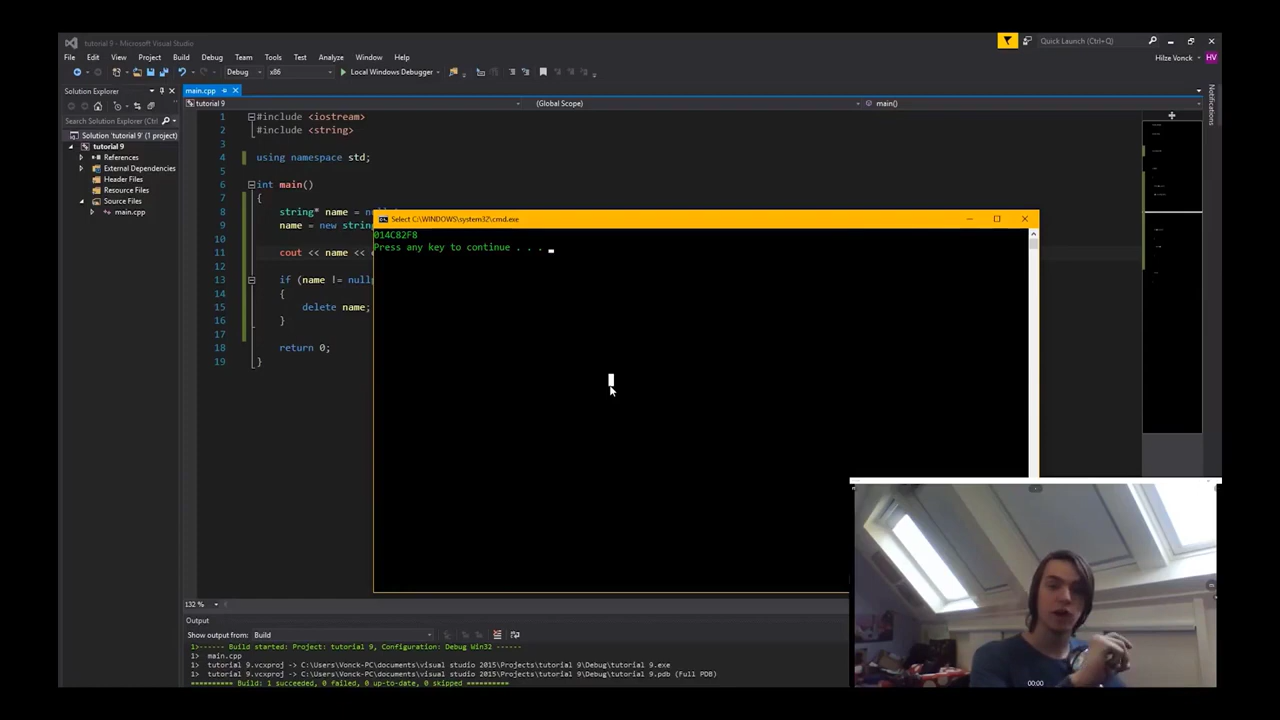 tutorial 9 - Microsoft Visual Studio
Quick Launch (Ctrl+Q)
File Edit View Project Build Debug Team Tools Test Analyze Window Help
Hilze Vonck HV
Debug x86 Local Windows Debugger
Solution Explorer
main.cpp
Notifications
tutorial 9 (Global Scope) main()
Search Solution Explorer
Solution 'tutorial 9' (1 project)
tutorial 9
References
External Dependencies
Header Files
Resource Files
Source Files
main.cpp
1 #include <iostream>
2 #include <string>
3
4 using namespace std;
5
6 int main()
7 {
8 string* name =
9 name = new string
10
11 cout << name <<
12
13 if (name !=
14 {
15 delete name;
16 }
17
18 return 0;
19 }
Select C:\WINDOWS\system32\cmd.exe
014C82F8
Press any key to continue . . .
132 %
Output
Show output from: Build
1>------ Build started: Project: tutorial 9, Configuration: Debug Win32 ------
1> main.cpp
1> tutorial 9.vcxproj -> C:\Users\Vonck-PC\documents\visual studio 2015\Projects\tutorial 9\Debug\tutorial 9.exe
1> tutorial 9.vcxproj -> C:\Users\Vonck-PC\documents\visual studio 2015\Projects\tutorial 9\Debug\tutorial 9.pdb (Full PDB)
========== Build: 1 succeeded, 0 failed, 0 up-to-date, 0 skipped ==========
00:00